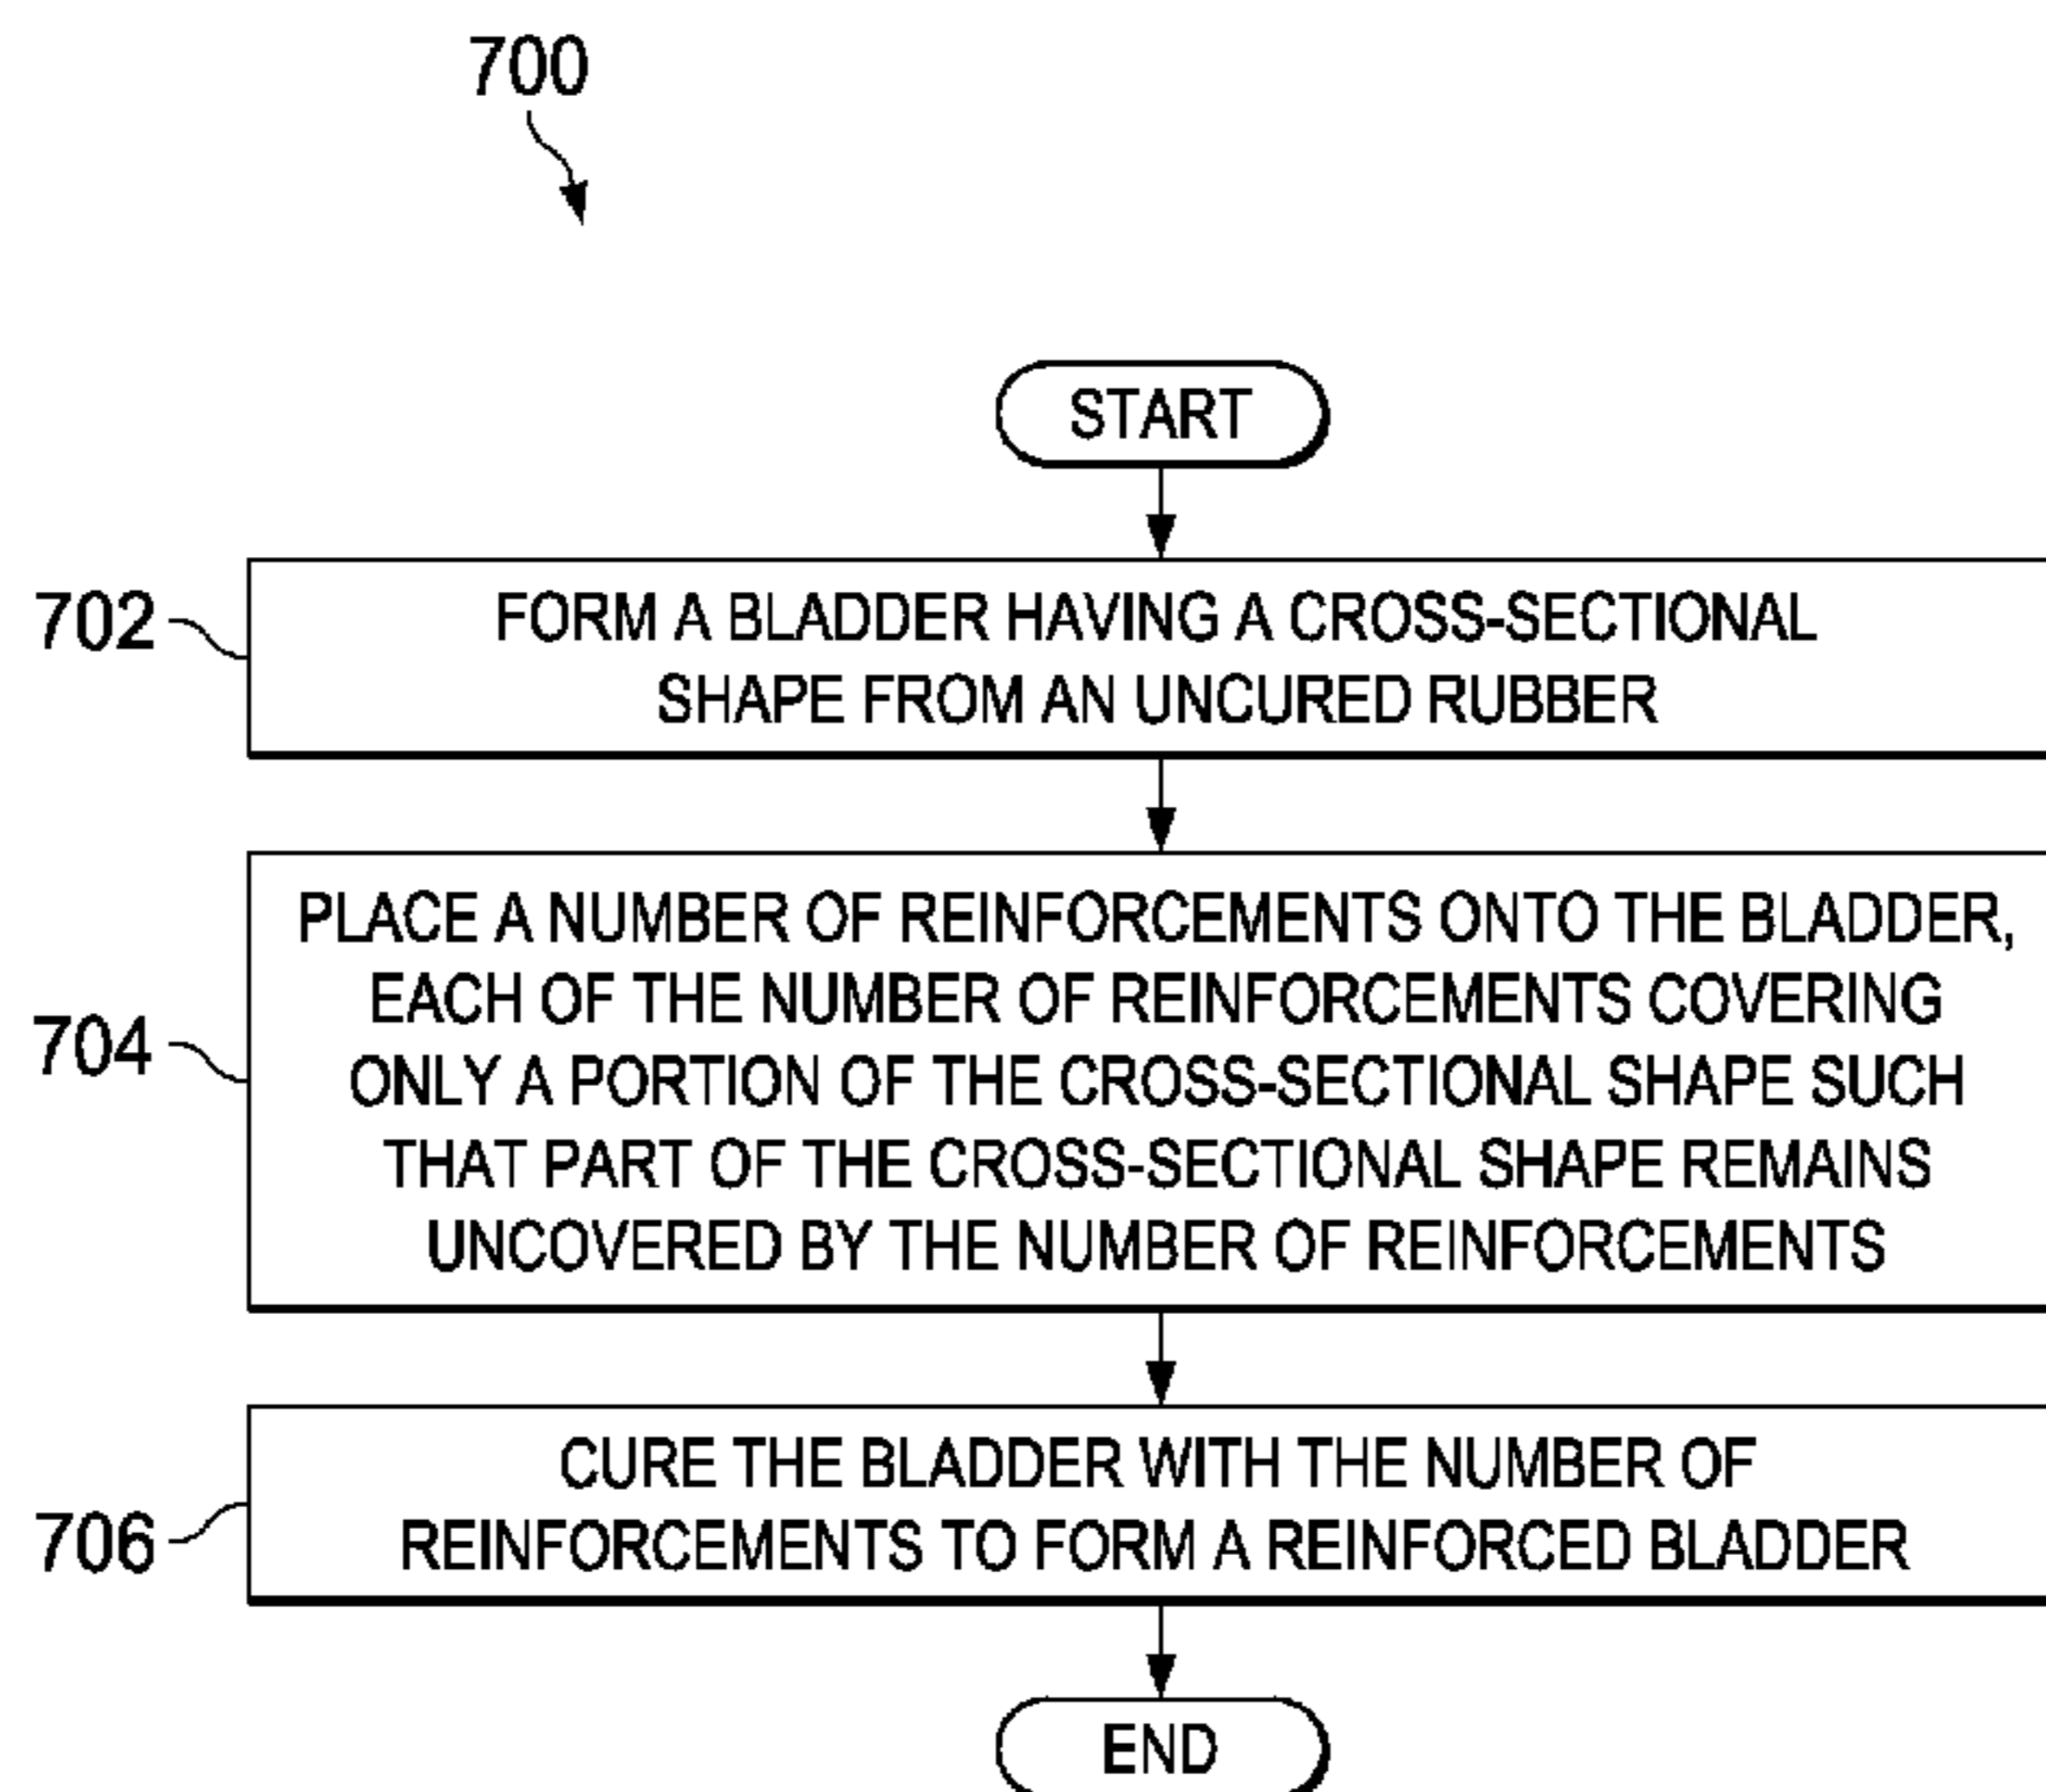 700
START
702
FORM A BLADDER HAVING A CROSS-SECTIONAL
SHAPE FROM AN UNCURED RUBBER
704
PLACE A NUMBER OF REINFORCEMENTS ONTO THE BLADDER,
EACH OF THE NUMBER OF REINFORCEMENTS COVERING
ONLY A PORTION OF THE CROSS-SECTIONAL SHAPE SUCH
THAT PART OF THE CROSS-SECTIONAL SHAPE REMAINS
UNCOVERED BY THE NUMBER OF REINFORCEMENTS
706
CURE THE BLADDER WITH THE NUMBER OF
REINFORCEMENTS TO FORM A REINFORCED BLADDER
END